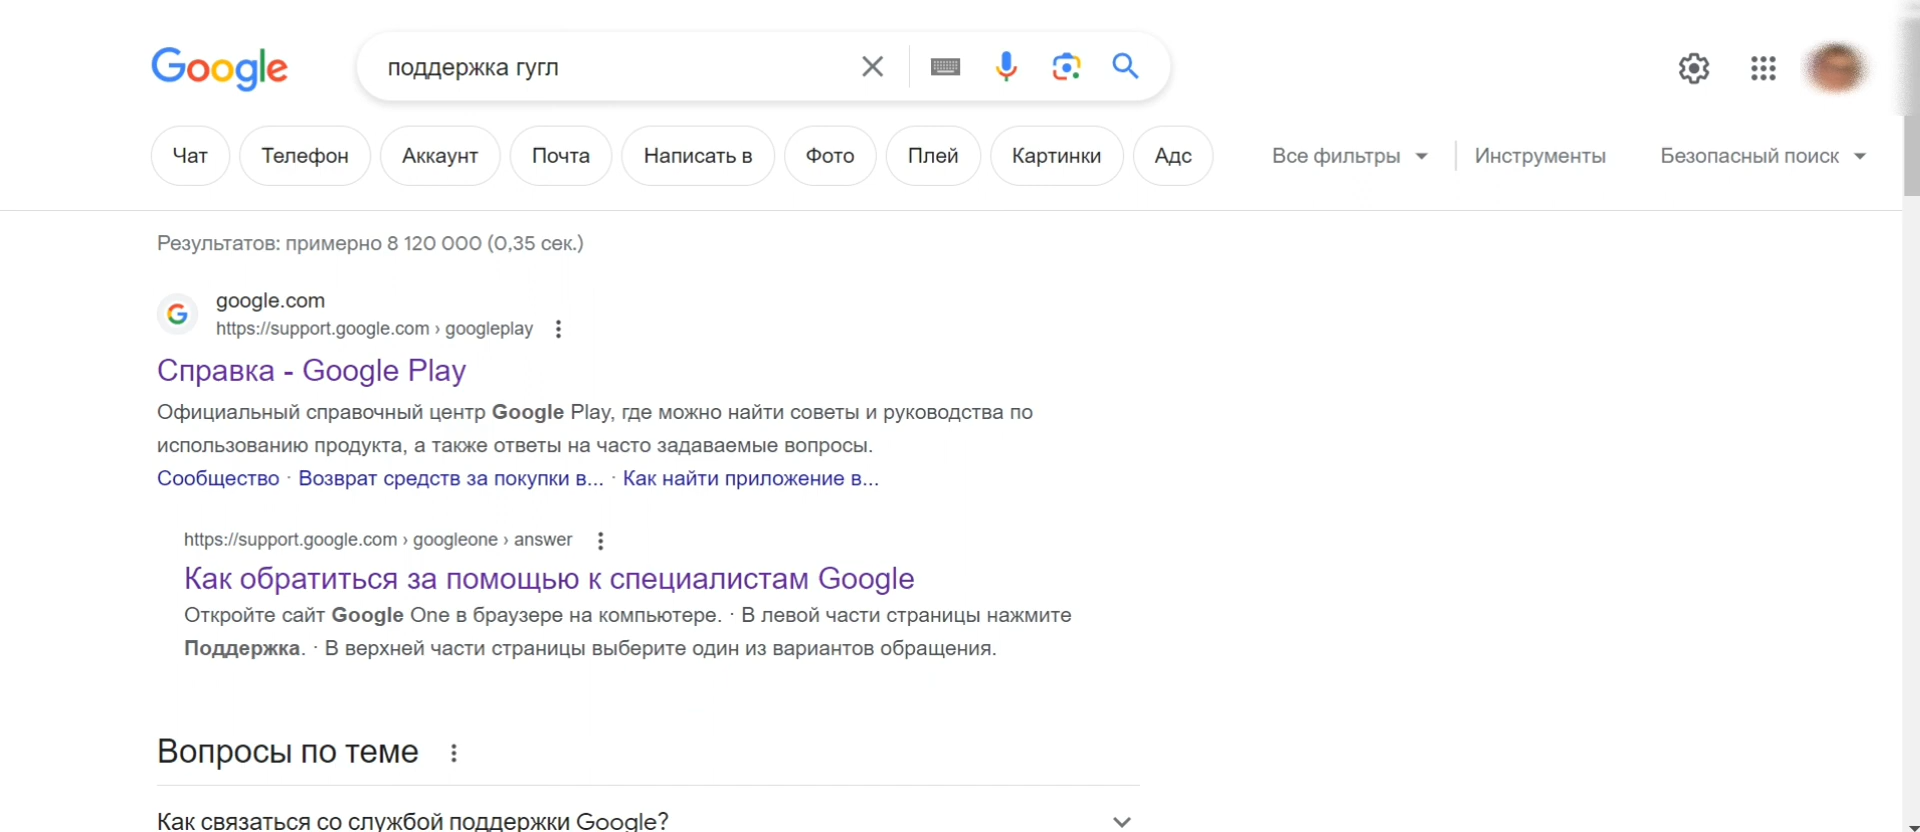 Google
поддержка гугл
Чат
Телефон
Аккаунт
Почта
Написать в
Фото
Плей
Картинки
Адс
Все фильтры
Инструменты
Безопасный поиск
Результатов: примерно 8 120 000 (0,35 сек.)
google.com
https://support.google.com › googleplay
Справка - Google Play
Официальный справочный центр Google Play, где можно найти советы и руководства по
использованию продукта, а также ответы на часто задаваемые вопросы.
Сообщество · Возврат средств за покупки в... · Как найти приложение в...
https://support.google.com › googleone › answer
Как обратиться за помощью к специалистам Google
Откройте сайт Google One в браузере на компьютере. · В левой части страницы нажмите
Поддержка. · В верхней части страницы выберите один из вариантов обращения.
Вопросы по теме
Как связаться со службой поддержки Google?